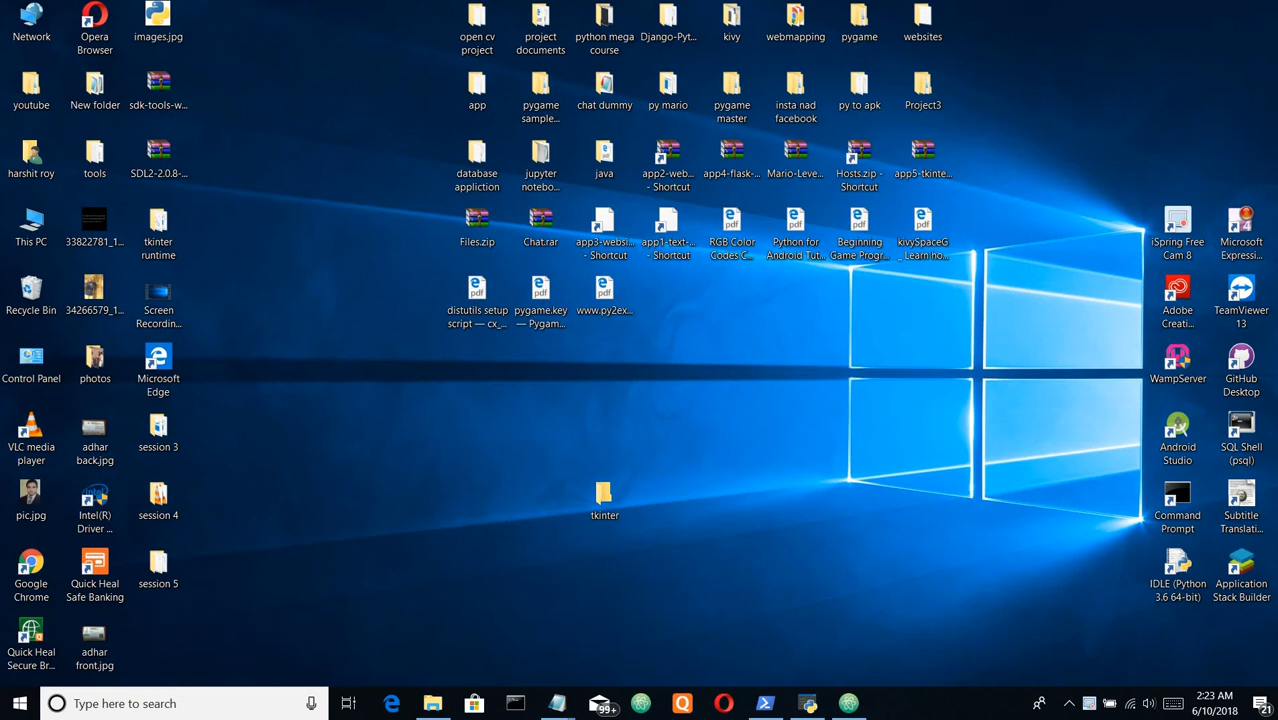 Network
Opera
Browser
images.jpg
open cv
project
project
documents
python mega
course
Django-Pyt...
kivy
webmapping
pygame
websites
youtube
New folder
sdk-tools-w...
app
pygame
sample...
chat dummy
py mario
pygame
master
insta nad
facebook
py to apk
Project3
harshit roy
tools
SDL2-2.0.8-...
database
appliction
jupyter
notebo...
java
app2-web...
- Shortcut
app4-flask-...
Mario-Leve...
Hosts.zip -
Shortcut
app5-tkinte...
This PC
33822781_1...
tkinter
runtime
Files.zip
Chat.rar
app3-websi...
- Shortcut
app1-text-...
- Shortcut
RGB Color
Codes C...
Python for
Android Tut...
Beginning
Game Progr...
kivySpaceG
_ Learn ho...
iSpring Free
Cam 8
Microsoft
Expressi...
Recycle Bin
34266579_1...
Screen
Recordin...
distutils setup
script — cx_...
pygame.key
— Pygam...
www.py2ex...
Adobe
Creati...
TeamViewer
13
Control Panel
photos
Microsoft
Edge
WampServer
GitHub
Desktop
VLC media
player
adhar
back.jpg
session 3
Android
Studio
SQL Shell
(psql)
pic.jpg
Intel(R)
Driver ...
session 4
tkinter
Command
Prompt
Subtitle
Translati...
Google
Chrome
Quick Heal
Safe Banking
session 5
IDLE (Python
3.6 64-bit)
Application
Stack Builder
Quick Heal
Secure Br...
adhar
front.jpg
Type here to search
99+
2:23 AM
6/10/2018
21